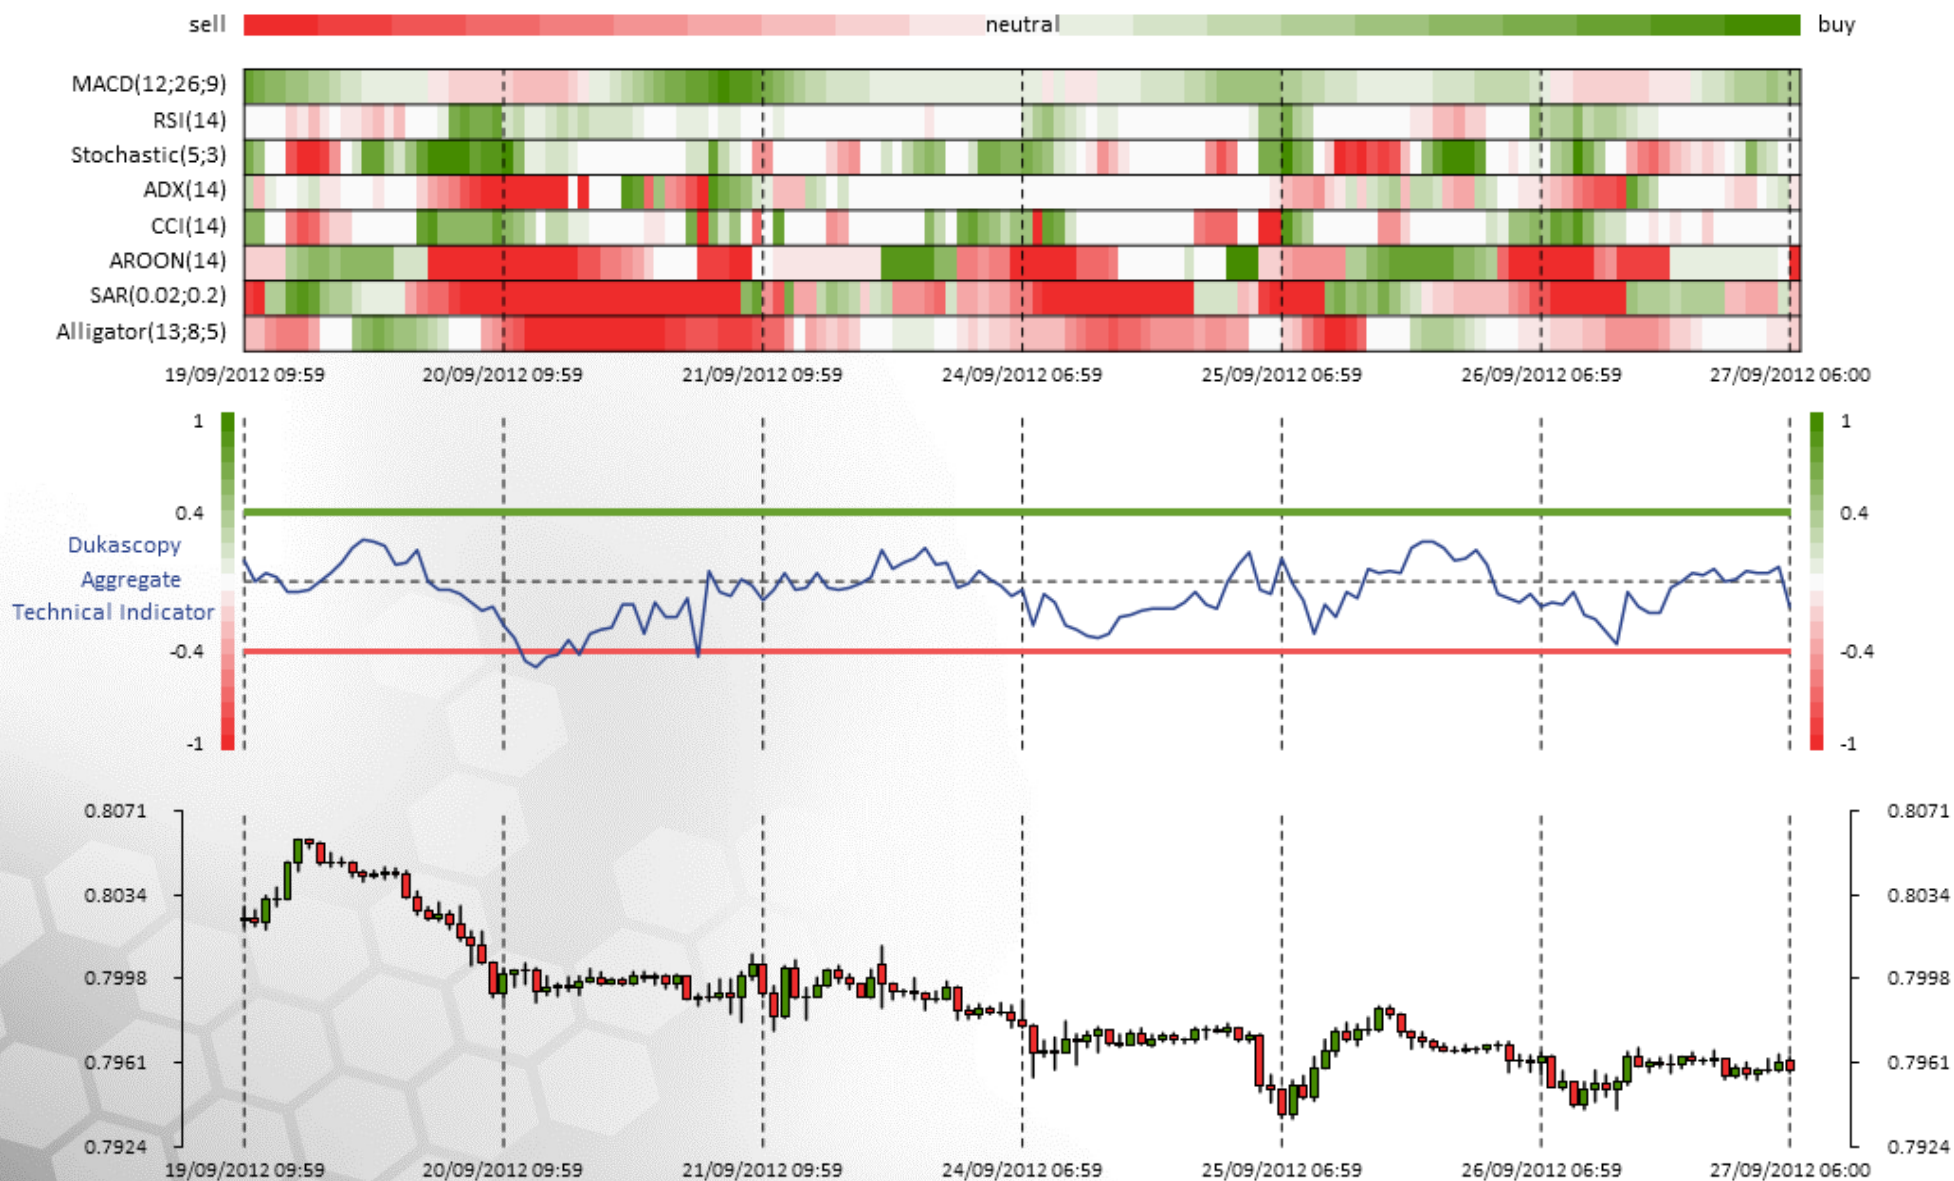 sell neutral buy
MACD(12;26;9)
RSI(14)
Stochastic(5;3)
ADX(14)
CCI(14)
AROON(14)
SAR(0.02;0.2)
Alligator(13;8;5)
19/09/2012 09:59 20/09/2012 09:59 21/09/2012 09:59 24/09/2012 06:59 25/09/2012 06:59 26/09/2012 06:59 27/09/2012 06:00
1 1
0.4 0.4
Dukascopy
Aggregate
Technical Indicator
-0.4 -0.4
-1 -1
0.8071 0.8071
0.8034 0.8034
0.7998 0.7998
0.7961 0.7961
0.7924 0.7924
19/09/2012 09:59 20/09/2012 09:59 21/09/2012 09:59 24/09/2012 06:59 25/09/2012 06:59 26/09/2012 06:59 27/09/2012 06:00